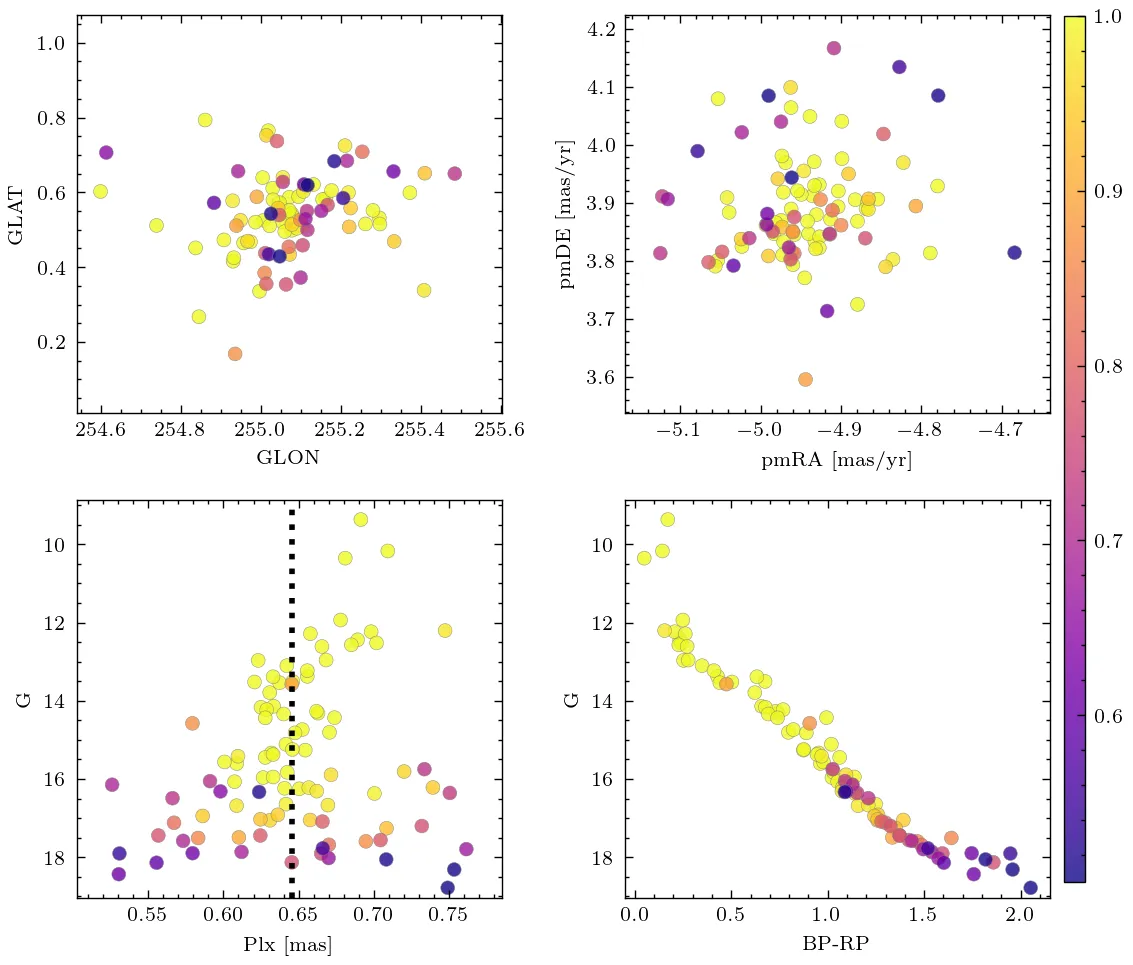 1.0
0.8
0.6
0.4
0.2
GLAT
254.6 254.8 255.0 255.2 255.4 255.6
GLON
4.2
4.1
4.0
3.9
3.8
3.7
3.6
pmDE [mas/yr]
−5.1 −5.0 −4.9 −4.8 −4.7
pmRA [mas/yr]
1.0
0.9
0.8
0.7
0.6
10
12
14
16
18
G
0.55 0.60 0.65 0.70 0.75
Plx [mas]
10
12
14
16
18
G
0.0 0.5 1.0 1.5 2.0
BP-RP